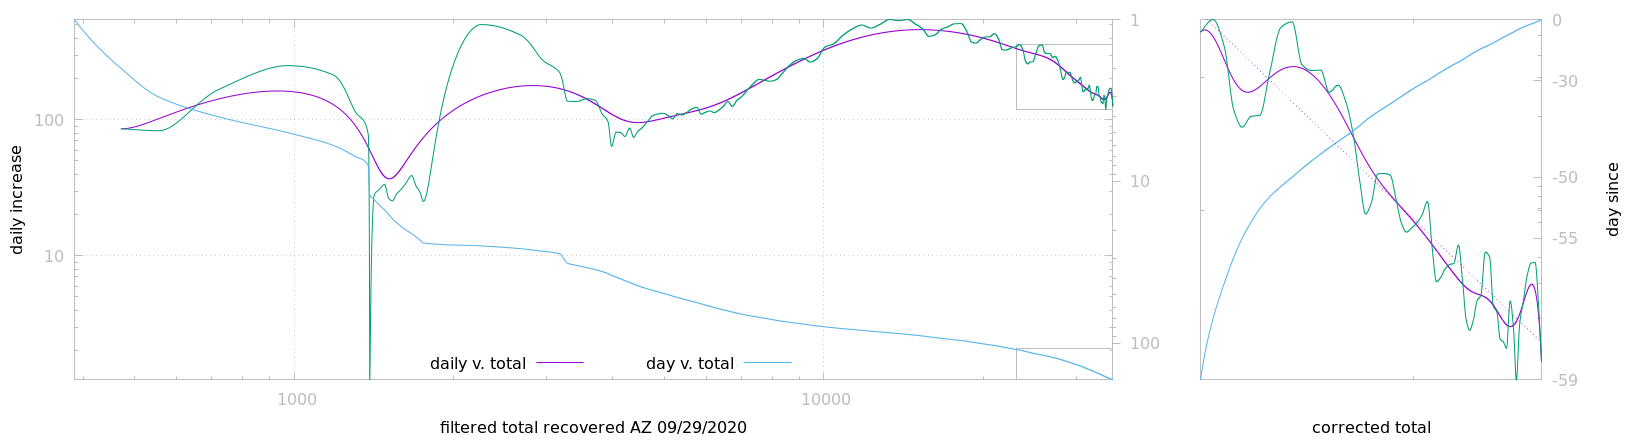 daily increase
100
10
1000
10000
1
10
100
daily v. total
day v. total
filtered total recovered AZ 09/29/2020
0
-30
-50
-55
-59
day since
corrected total